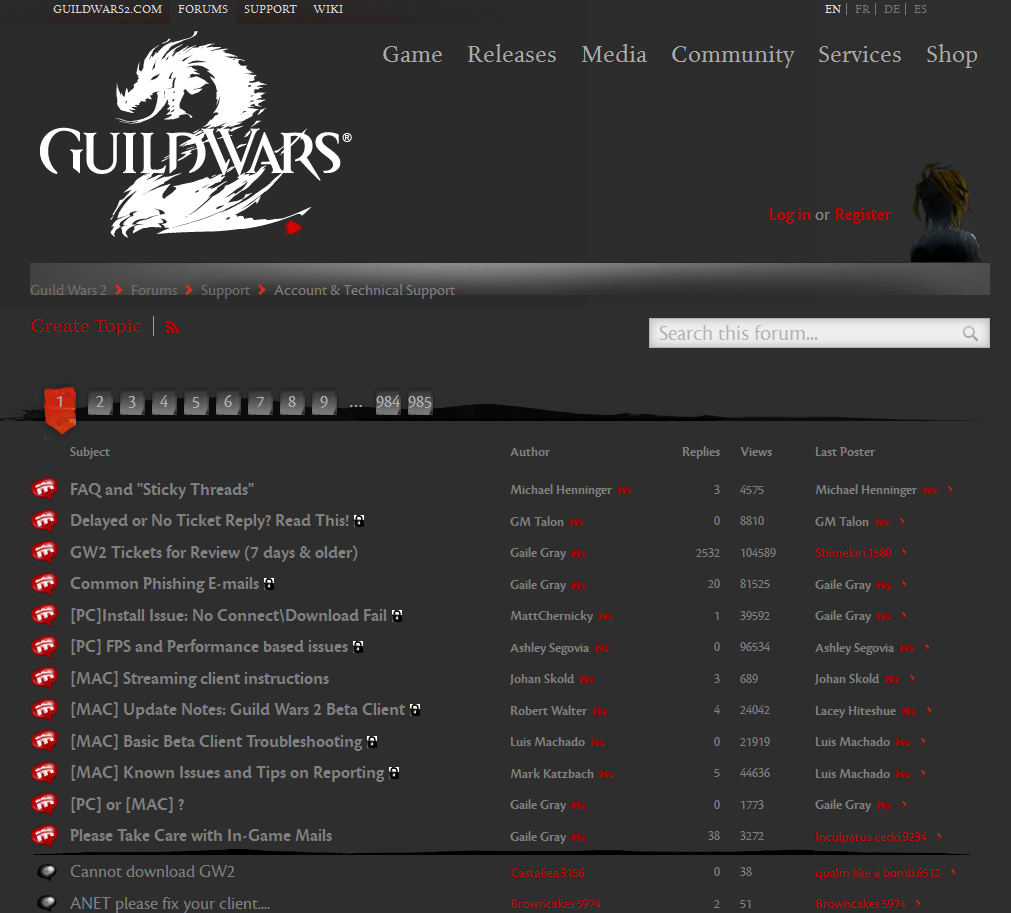 GUILDWARS2.COM FORUMS SUPPORT WIKI EN FR DE ES
Game Releases Media Community Services Shop
GUILDWARS®
2
Log in or Register
Guild Wars 2 Forums Support Account & Technical Support
Create Topic Search this forum...
1 2 3 4 5 6 7 8 9 ... 984 985
Subject Author Replies Views Last Poster
FAQ and "Sticky Threads" Michael Henninger 3 4575 Michael Henninger
Delayed or No Ticket Reply? Read This! GM Talon 0 8810 GM Talon
GW2 Tickets for Review (7 days & older) Gaile Gray 2532 104589 Shimekiri.1580
Common Phishing E-mails Gaile Gray 20 81525 Gaile Gray
[PC]Install Issue: No Connect\Download Fail MattChernicky 1 39592 Gaile Gray
[PC] FPS and Performance based issues Ashley Segovia 0 96534 Ashley Segovia
[MAC] Streaming client instructions Johan Skold 3 689 Johan Skold
[MAC] Update Notes: Guild Wars 2 Beta Client Robert Walter 4 24042 Lacey Hiteshue
[MAC] Basic Beta Client Troubleshooting Luis Machado 0 21919 Luis Machado
[MAC] Known Issues and Tips on Reporting Mark Katzbach 5 44636 Luis Machado
[PC] or [MAC] ? Gaile Gray 0 1773 Gaile Gray
Please Take Care with In-Game Mails Gaile Gray 38 3272 Inculpatus cedo.9234
Cannot download GW2 Castaliea.3156 0 38 qualm like a bomb.6512
ANET please fix your client.... Browncakes.5974 2 51 Browncakes.5974